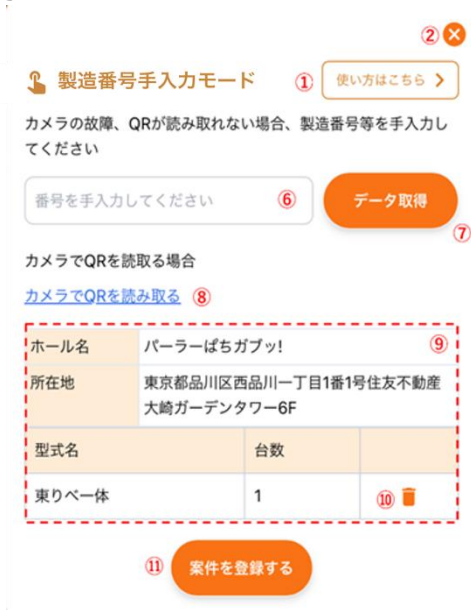 ②
製造番号手入力モード ① 使い方はこちら
カメラの故障、QRが読み取れない場合、製造番号等を手入力し
てください
番号を手入力してください ⑥ データ取得
⑦
カメラでQRを読取る場合
カメラでQRを読み取る ⑧
ホール名 パーラーぱちガブッ! ⑨
所在地 東京都品川区西品川一丁目1番1号住友不動産
大崎ガーデンタワー6F
型式名 台数
東りべ一体 1 ⑩
⑪ 案件を登録する